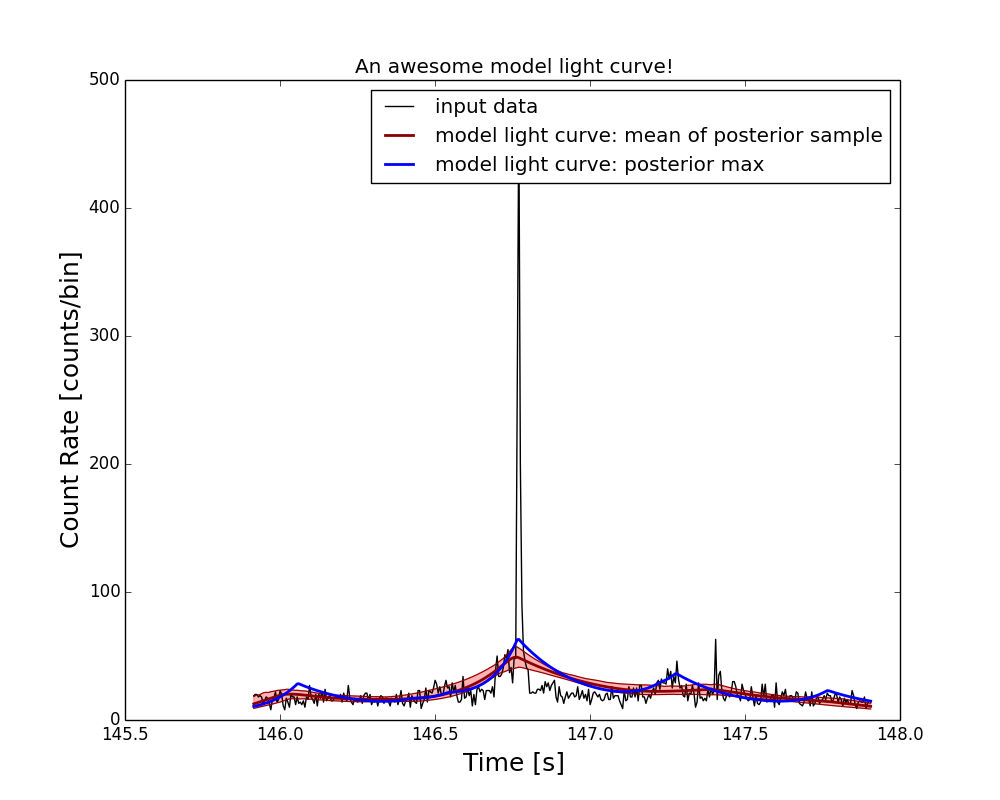 An awesome model light curve!
500
input data
model light curve: mean of posterior sample
model light curve: posterior max
400
300
200
100
0
Count Rate [counts/bin]
145.5 146.0 146.5 147.0 147.5 148.0
Time [s]